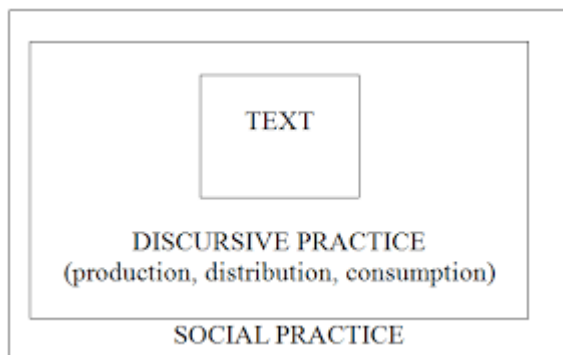 TEXT
DISCURSIVE PRACTICE
(production, distribution, consumption)
SOCIAL PRACTICE